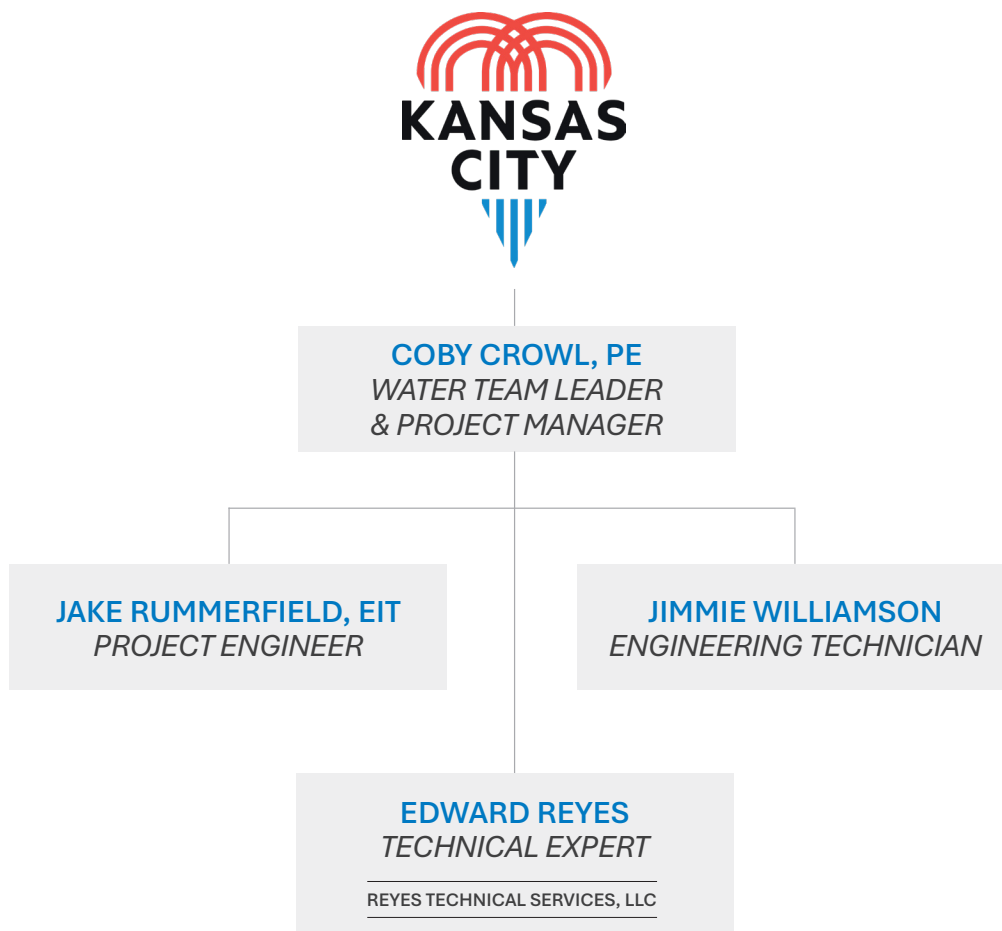 KANSAS
CITY
COBY CROWL, PE
WATER TEAM LEADER
& PROJECT MANAGER
JAKE RUMMERFIELD, EIT
PROJECT ENGINEER
JIMMIE WILLIAMSON
ENGINEERING TECHNICIAN
EDWARD REYES
TECHNICAL EXPERT
REYES TECHNICAL SERVICES, LLC